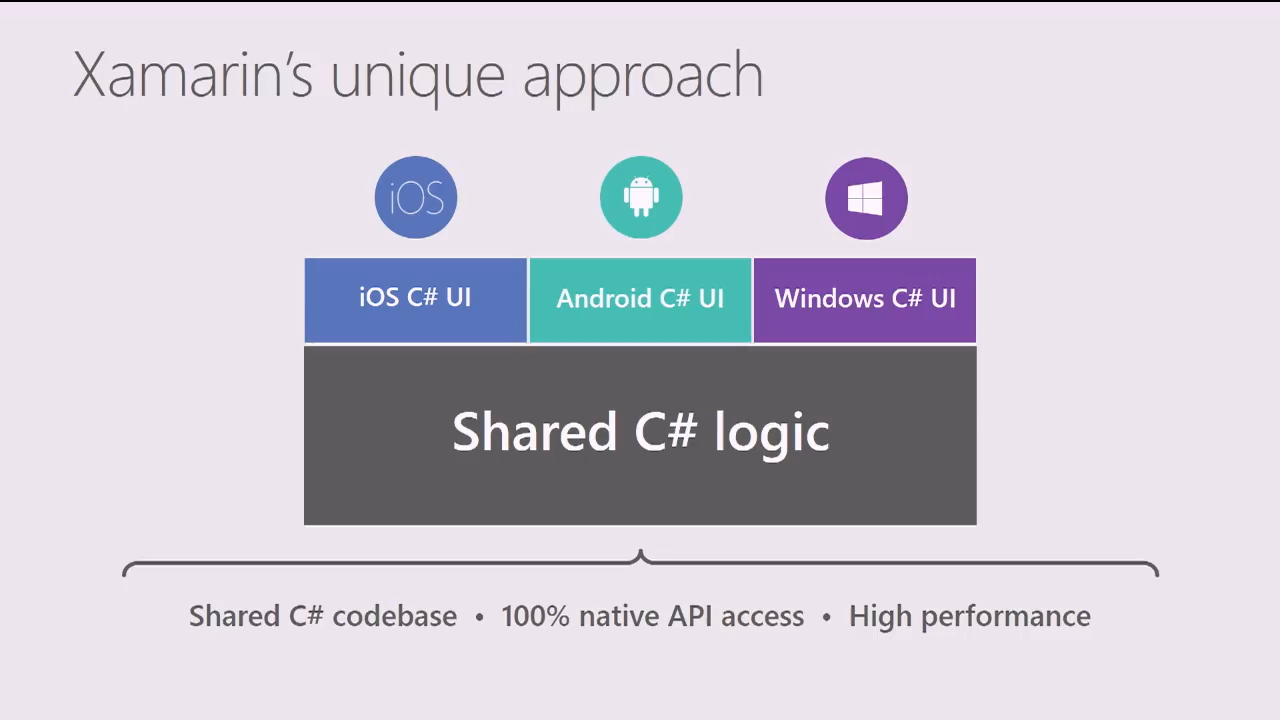 Xamarin's unique approach
iOS
iOS C# UI
Android C# UI
Windows C# UI
Shared C# logic
Shared C# codebase • 100% native API access • High performance